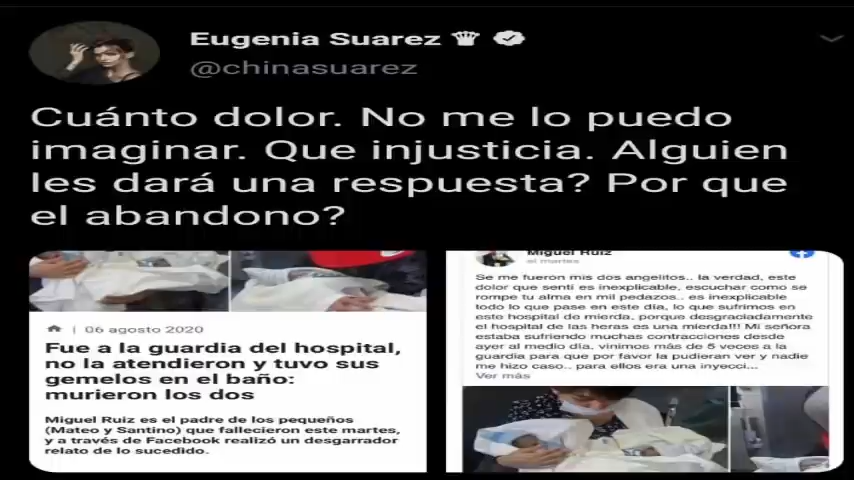 Eugenia Suarez
@chinasuarez
Cuánto dolor. No me lo puedo
imaginar. Que injusticia. Alguien
les dará una respuesta? Por que
el abandono?
06 agosto 2020
Fue a la guardia del hospital,
no la atendieron y tuvo sus
gemelos en el baño:
murieron los dos
Miguel Ruiz es el padre de los pequeños
(Mateo y Santino) que fallecieron este martes,
y a través de Facebook realizó un desgarrador
relato de lo sucedido.
Miguel Ruiz
el martes
Se me fueron mis dos angelitos.. la verdad, este
dolor que sentí es inexplicable, escuchar como se
rompe tu alma en mil pedazos.. es inexplicable
todo lo que pase en este día, lo que sufrimos en
este hospital de mierda, porque desgraciadamente
el hospital de las heras es una mierda!!! Mi señora
estaba sufriendo muchas contracciones desde
ayer al medio día, vinimos más de 5 veces a la
guardia para que por favor la pudieran ver y nadie
me hizo caso.. para ellos era una inyecci...
Ver más